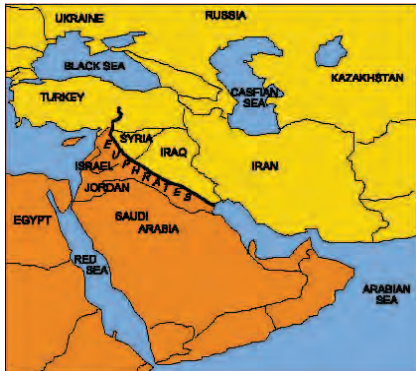 UKRAINE
RUSSIA
BLACK SEA
KAZAKHSTAN
CASFIAN
SEA
TURKEY
SYRIA
EUPHRATES
IRAQ
IRAN
ISRAEL
JORDAN
EGYPT
SAUDI
ARABIA
RED
SEA
ARABIAN
SEA